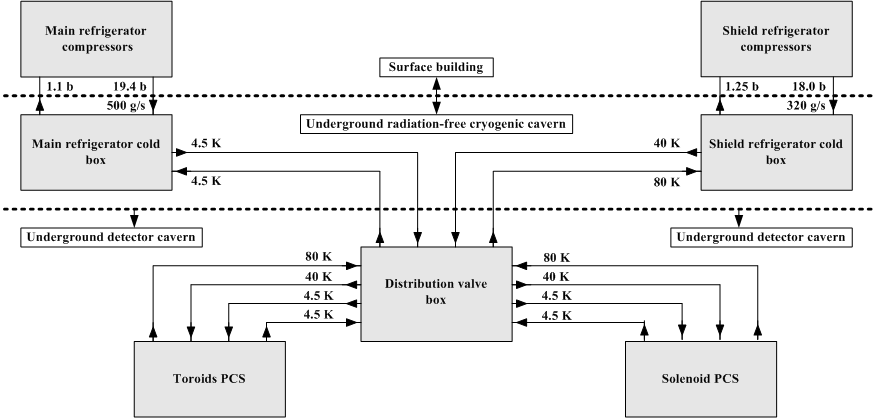 Main refrigerator
compressors
Shield refrigerator
compressors
Surface building
1.1 b
19.4 b
1.25 b
18.0 b
500 g/s
320 g/s
Underground radiation-free cryogenic cavern
Main refrigerator cold
box
4.5 K
4.5 K
40 K
80 K
Shield refrigerator cold
box
Underground detector cavern
Underground detector cavern
80 K
40 K
4.5 K
4.5 K
Distribution valve
box
80 K
40 K
4.5 K
4.5 K
Toroids PCS
Solenoid PCS